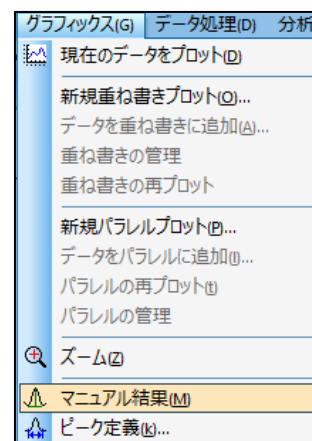 グラフィックス(G) データ処理(D) 分析
現在のデータをプロット(D)
新規重ね書きプロット(O)...
データを重ね書きに追加(A)...
重ね書きの管理
重ね書きの再プロット
新規パラレルプロット(P)...
データをパラレルに追加(I)...
パラレルの再プロット(t)
パラレルの管理
ズーム(Z)
マニュアル結果(M)
ピーク定義(k)...